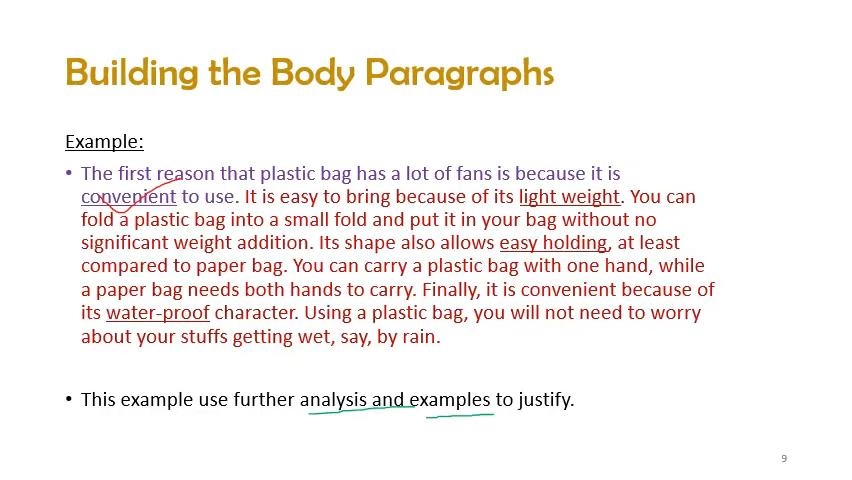 Building the Body Paragraphs
Example:
• The first reason that plastic bag has a lot of fans is because it is
convenient to use. It is easy to bring because of its light weight. You can
fold a plastic bag into a small fold and put it in your bag without no
significant weight addition. Its shape also allows easy holding, at least
compared to paper bag. You can carry a plastic bag with one hand, while
a paper bag needs both hands to carry. Finally, it is convenient because of
its water-proof character. Using a plastic bag, you will not need to worry
about your stuffs getting wet, say, by rain.
• This example use further analysis and examples to justify.
9